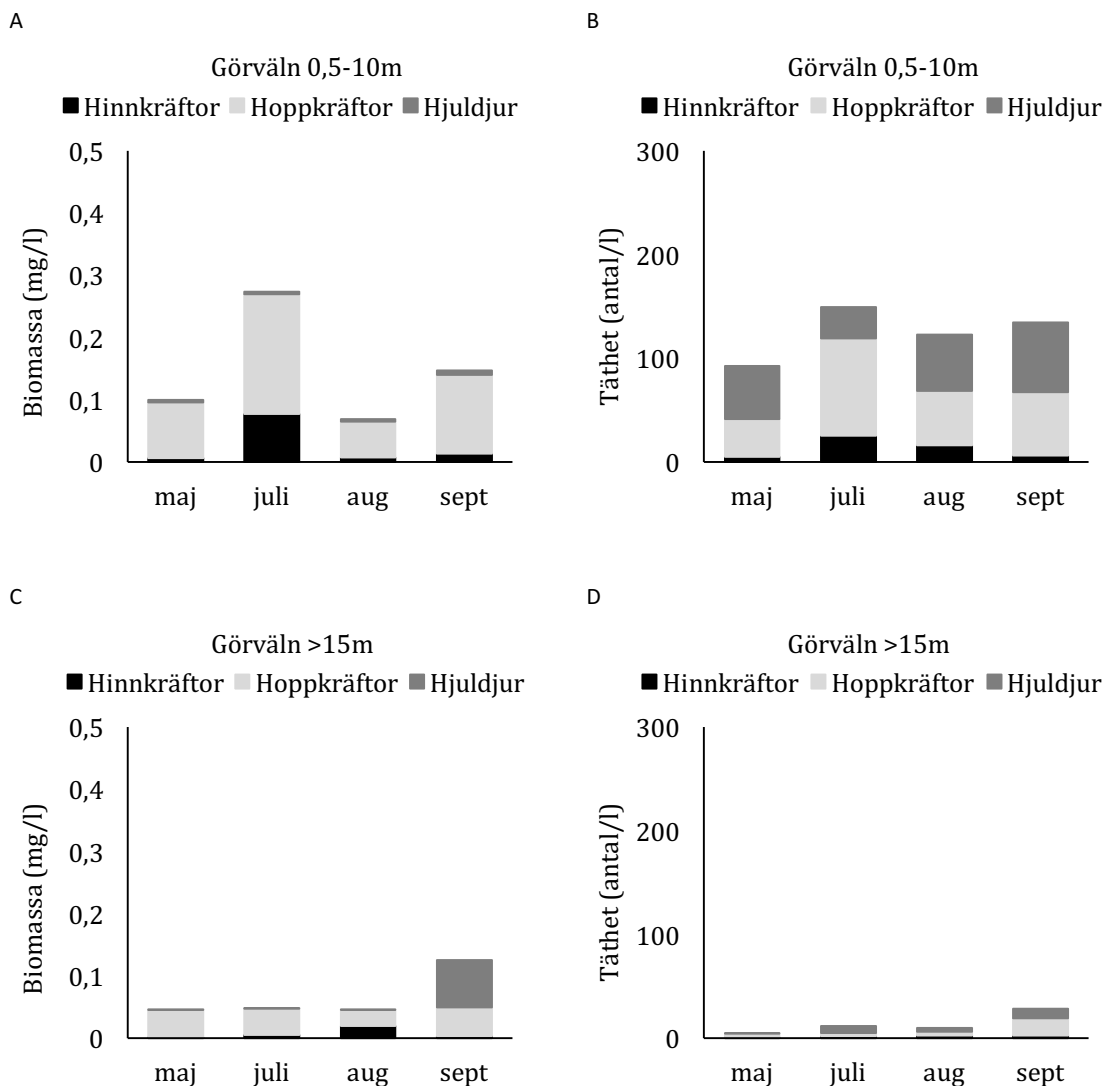 A
Görväln 0,5-10m
Hinnkräftor Hoppkräftor Hjuldjur
Biomassa (mg/l)
0,5
0,4
0,3
0,2
0,1
0
maj juli aug sept
B
Görväln 0,5-10m
Hinnkräftor Hoppkräftor Hjuldjur
Täthet (antal/l)
300
200
100
0
maj juli aug sept
C
Görväln >15m
Hinnkräftor Hoppkräftor Hjuldjur
Biomassa (mg/l)
0,5
0,4
0,3
0,2
0,1
0
maj juli aug sept
D
Görväln >15m
Hinnkräftor Hoppkräftor Hjuldjur
Täthet (antal/l)
300
200
100
0
maj juli aug sept